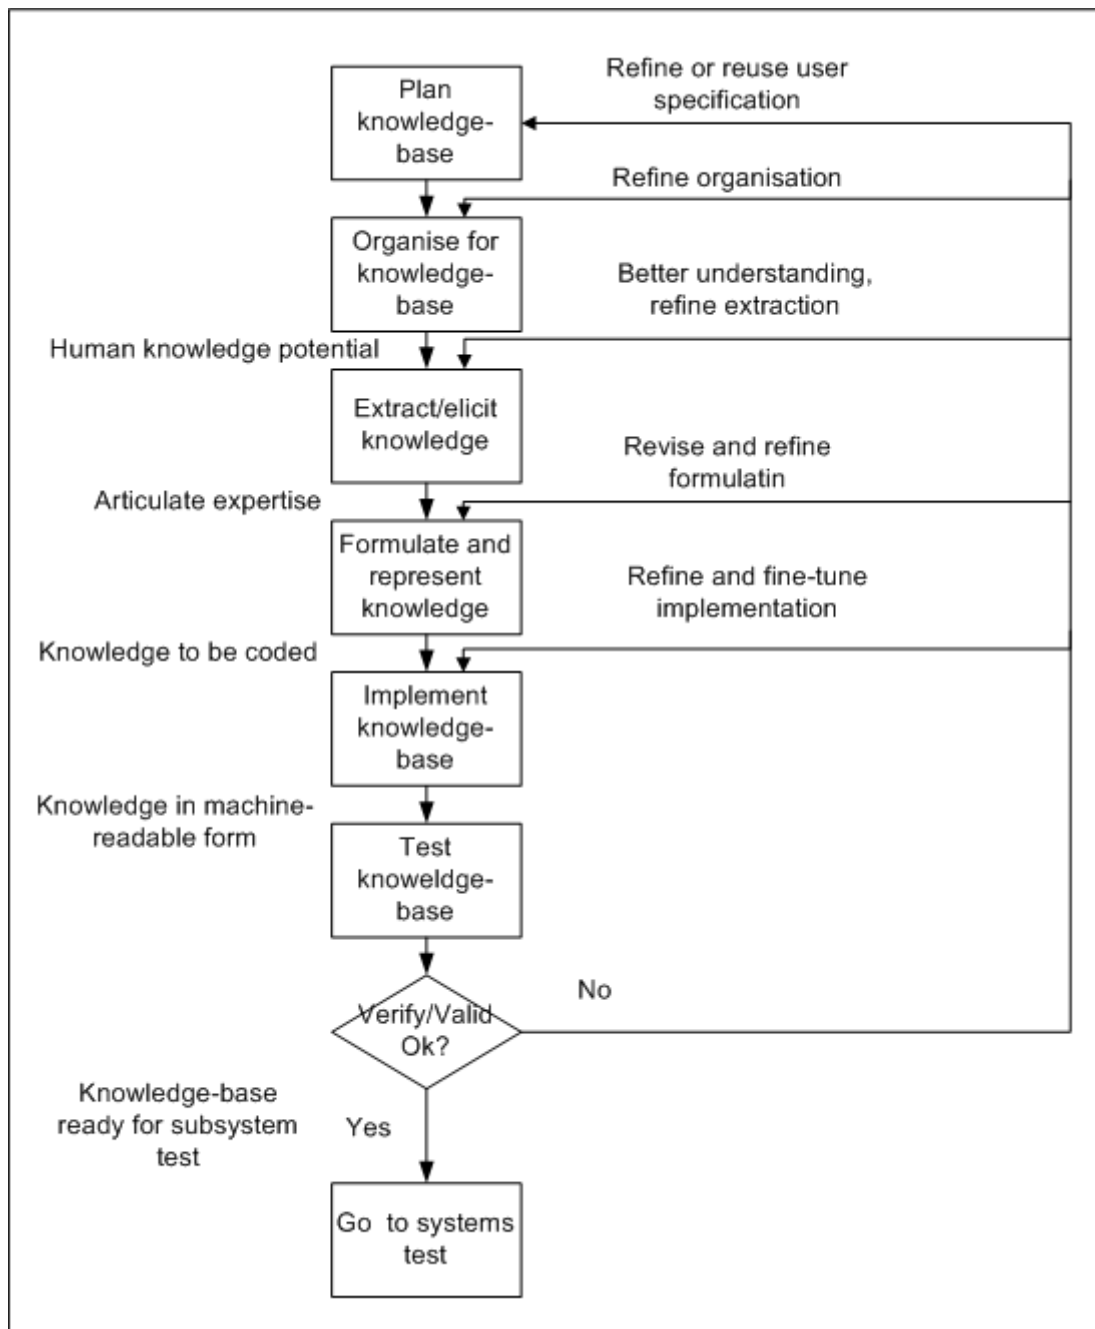 Plan
knowledge-
base
Refine or reuse user
specification
Refine organisation
Organise for
knowledge-
base
Better understanding,
refine extraction
Human knowledge potential
Extract/elicit
knowledge
Revise and refine
formulatin
Articulate expertise
Formulate and
represent
knowledge
Refine and fine-tune
implementation
Knowledge to be coded
Implement
knowledge-
base
Knowledge in machine-
readable form
Test
knoweldge-
base
Verify/Valid
Ok?
No
Knowledge-base
ready for subsystem
test
Yes
Go  to systems
test